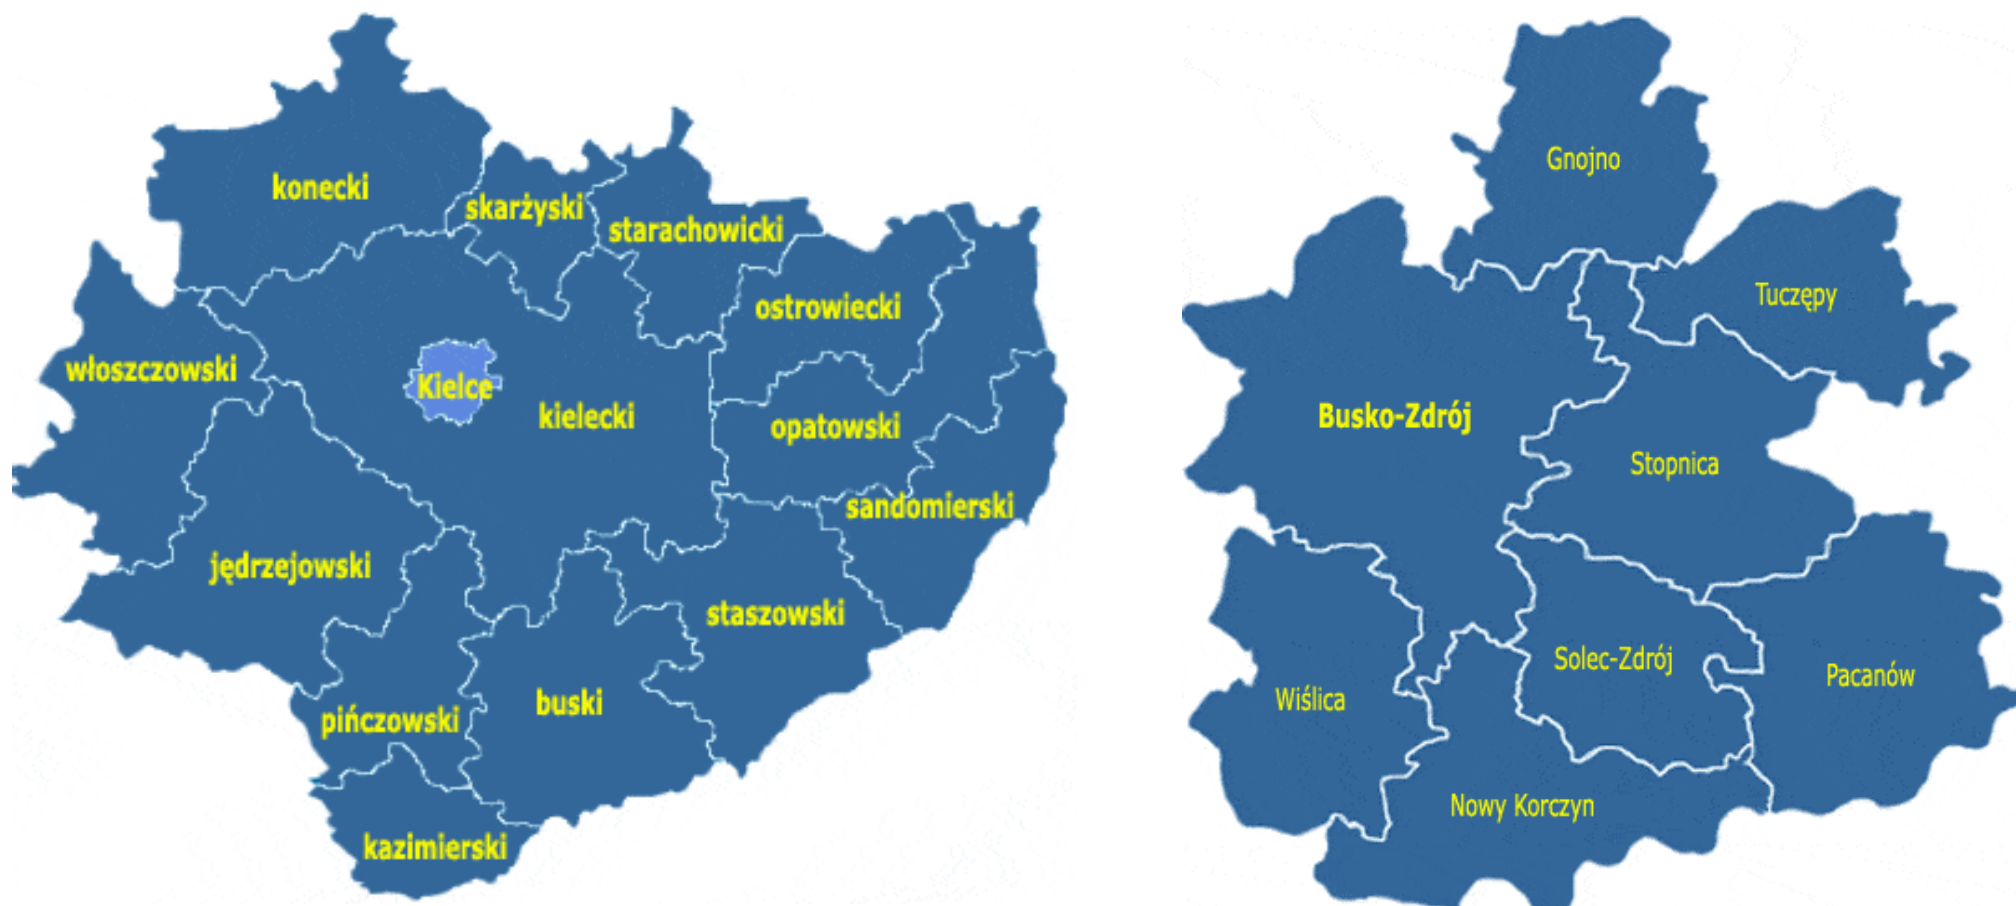 konecki
skarżyski
starachowicki
ostrowiecki
włoszczowski
Kielce
kielecki
opatowski
sandomierski
jędrzejowski
staszowski
pińczowski
buski
kazimierski
Gnojno
Tuczępy
Busko-Zdrój
Stopnica
Solec-Zdrój
Pacanów
Wiślica
Nowy Korczyn